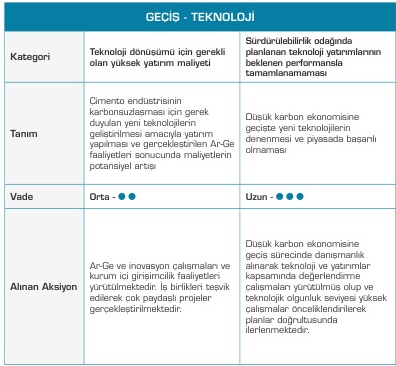 GEÇİŞ - TEKNOLOJİ
Kategori
Teknoloji dönüşümü için gerekli
olan yüksek yatırım maliyeti
Sürdürülebilirlik odağında
planlanan teknoloji yatırımlarının
beklenen performansla
tamamlanamaması
Tanım
Çimento endüstrisinin
karbonsuzlaşması için gerek
duyulan yeni teknolojilerin
geliştirilmesi amacıyla yatırım
yapılması ve gerçekleştirilen Ar-Ge
faaliyetleri sonucunda maliyetlerin
potansiyel artışı
Düşük karbon ekonomisine
geçişte yeni teknolojilerin
denenmesi ve piyasada başarılı
olmaması
Vade
Orta - ●●
Uzun - ●●●
Alınan Aksiyon
Ar-Ge ve inovasyon çalışmaları ve
kurum içi girişimcilik faaliyetleri
yürütülmektedir. İş birlikleri teşvik
edilerek çok paydaşlı projeler
gerçekleştirilmektedir.
Düşük karbon ekonomisine
geçiş sürecinde danışmanlık
alınarak teknoloji ve yatırımlar
kapsamında değerlendirme
çalışmaları yürütülmüş olup ve
teknolojik olgunluk seviyesi yüksek
çalışmalar önceliklendirilerek
planlar doğrultusunda
ilerlenmektedir.